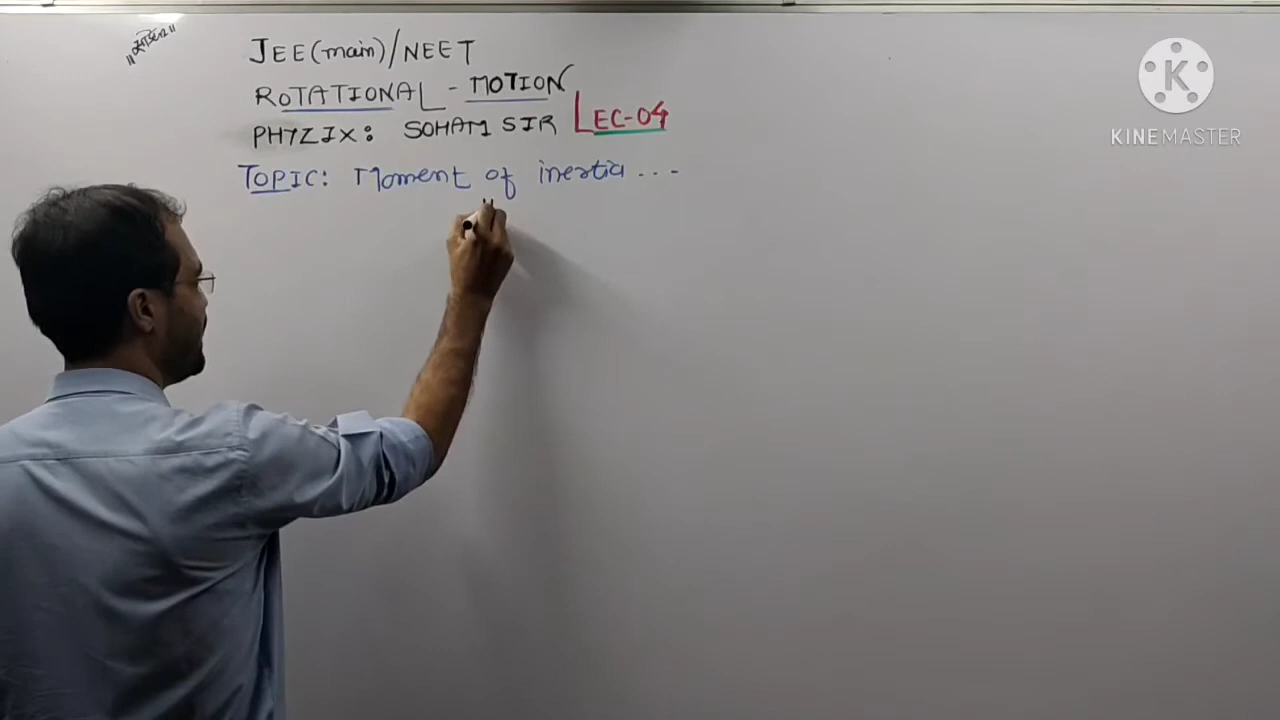 JEE(main)/NEET
ROTATIONAL - MOTION
PHYZIX: SOHAM SIR LEC-04
TOPIC: Moment of inertia...
KINEMASTER